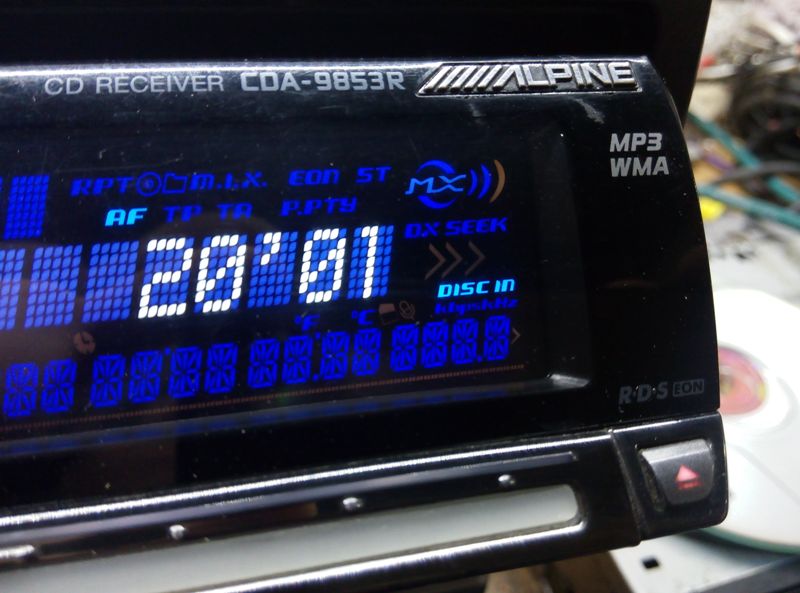 CD RECEIVER CDA-9853R ALPINE
MP3
WMA
RPT M.I.X. EON ST MX
AF TP TA P.PTY
DX SEEK
20'01
DISC IN
kbpskHz
°F °C
R·D·S EON